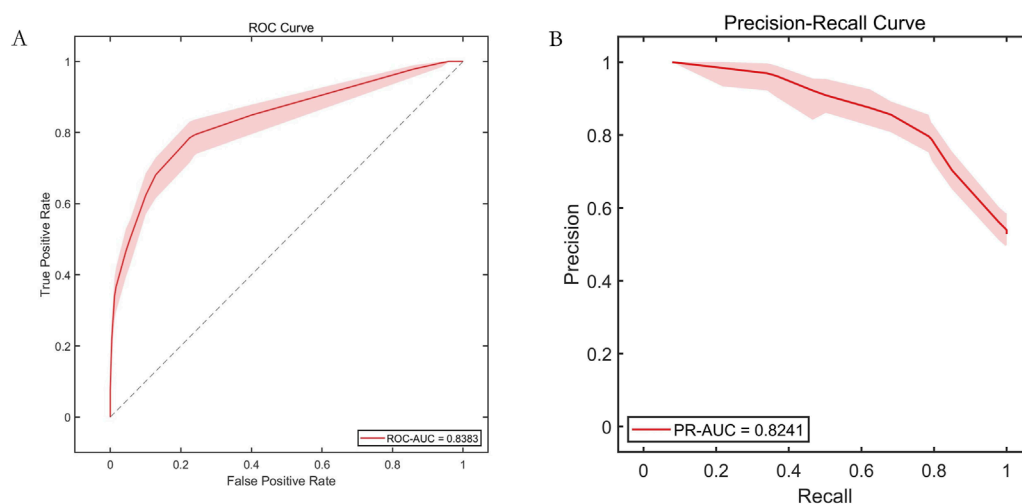 A
ROC Curve
1
0.8
0.6
0.4
0.2
0
True Positive Rate
0 0.2 0.4 0.6 0.8 1
False Positive Rate
ROC-AUC = 0.8383
B
Precision-Recall Curve
1
0.8
0.6
0.4
0.2
0
Precision
0 0.2 0.4 0.6 0.8 1
Recall
PR-AUC = 0.8241